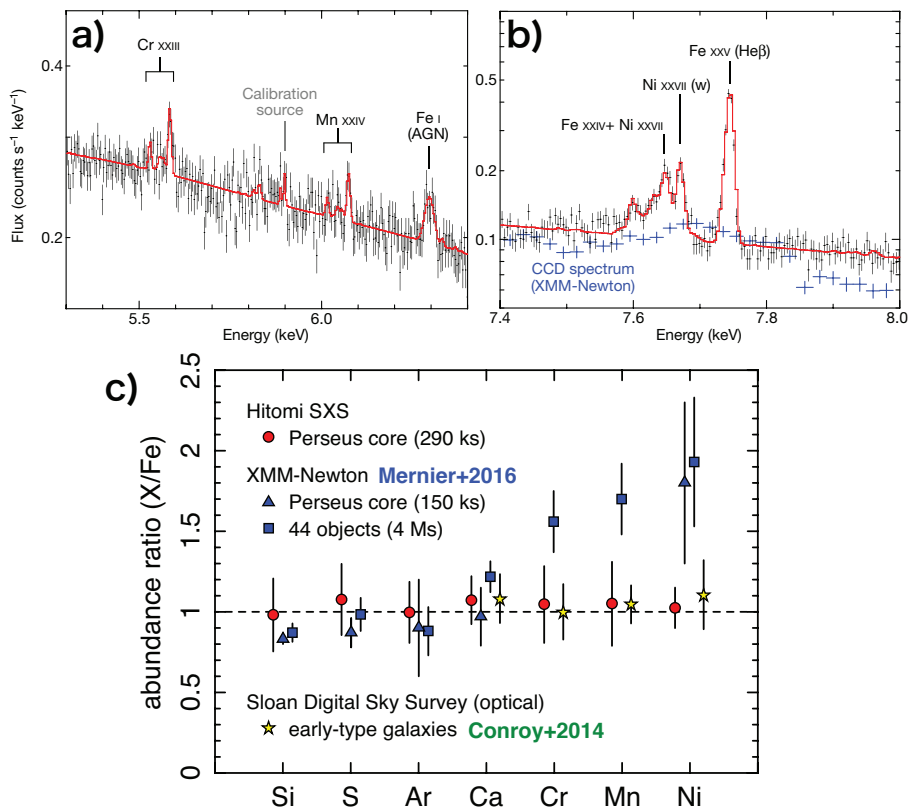 a)
Cr XXIII
Calibration
source
Mn XXIV
Fe I
(AGN)
0.4
0.2
Flux (counts s⁻¹ keV⁻¹)
5.5
6.0
Energy (keV)
b)
Fe XXV (Heβ)
Ni XXVII (w)
Fe XXIV+ Ni XXVII
0.5
0.2
0.1
CCD spectrum
(XMM-Newton)
7.4
7.6
7.8
8.0
Energy (keV)
c)
abundance ratio (X/Fe)
2.5
2
1.5
1
0.5
0
Hitomi SXS
Perseus core (290 ks)
XMM-Newton Mernier+2016
Perseus core (150 ks)
44 objects (4 Ms)
Sloan Digital Sky Survey (optical)
early-type galaxies Conroy+2014
Si S Ar Ca Cr Mn Ni